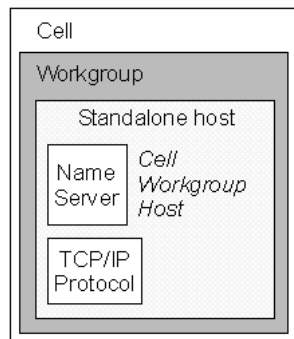 Cell
Workgroup
Standalone host
Name
Server
Cell
Workgroup
Host
TCP/IP
Protocol